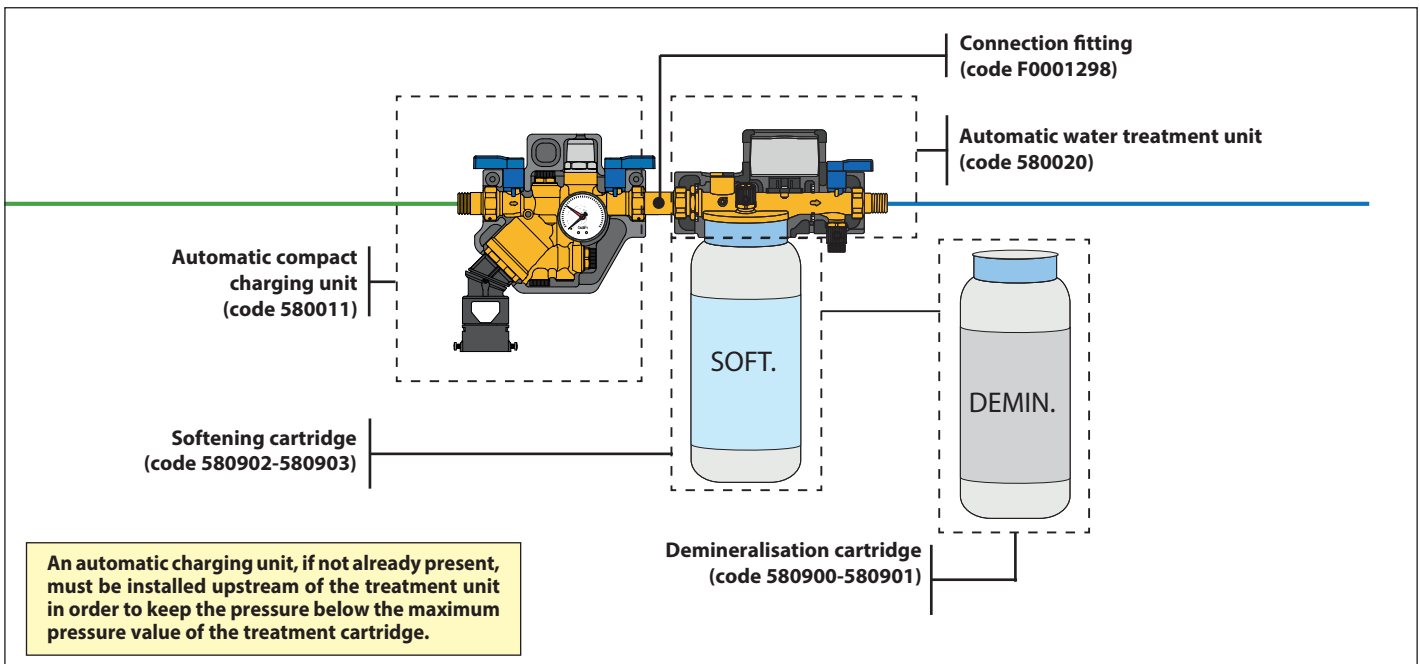 Connection fitting
(code F0001298)
Automatic water treatment unit
(code 580020)
Automatic compact
charging unit
(code 580011)
SOFT.
DEMIN.
Softening cartridge
(code 580902-580903)
Demineralisation cartridge
(code 580900-580901)
An automatic charging unit, if not already present,
must be installed upstream of the treatment unit
in order to keep the pressure below the maximum
pressure value of the treatment cartridge.